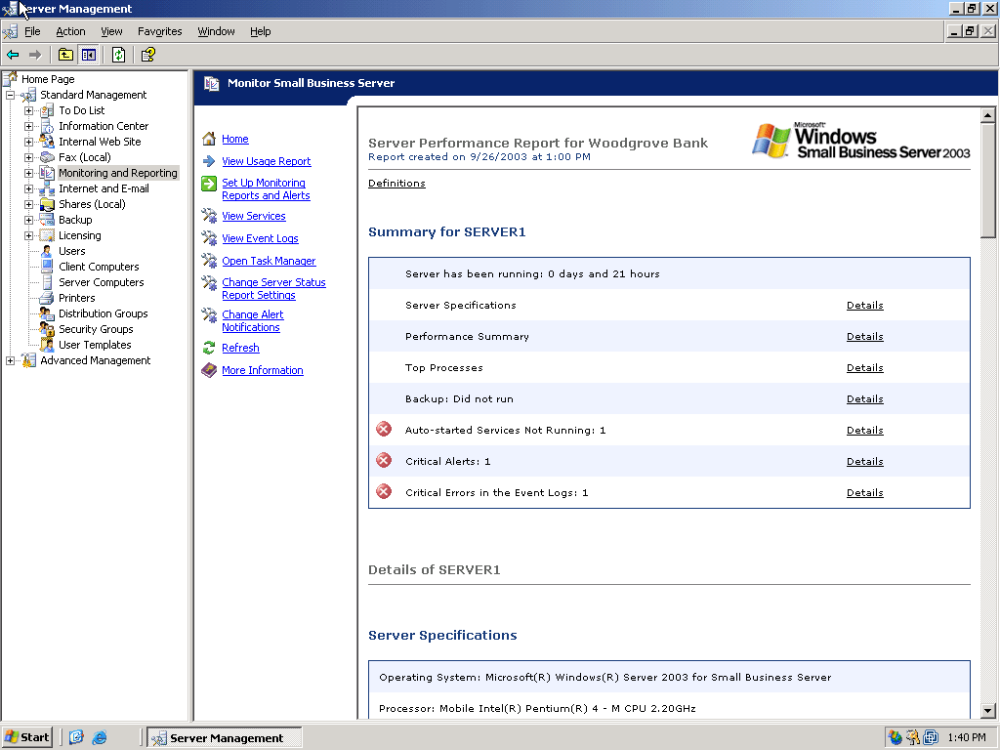 Server Management
File Action View Favorites Window Help
Home Page
Standard Management
To Do List
Information Center
Internal Web Site
Fax (Local)
Monitoring and Reporting
Internet and E-mail
Shares (Local)
Backup
Licensing
Users
Client Computers
Server Computers
Printers
Distribution Groups
Security Groups
User Templates
Advanced Management
Monitor Small Business Server
Home
View Usage Report
Set Up Monitoring
Reports and Alerts
View Services
View Event Logs
Open Task Manager
Change Server Status
Report Settings
Change Alert
Notifications
Refresh
More Information
Server Performance Report for Woodgrove Bank
Report created on 9/26/2003 at 1:00 PM
Microsoft
Windows
Small Business Server 2003
Definitions
Summary for SERVER1
Server has been running: 0 days and 21 hours
Server Specifications Details
Performance Summary Details
Top Processes Details
Backup: Did not run Details
Auto-started Services Not Running: 1 Details
Critical Alerts: 1 Details
Critical Errors in the Event Logs: 1 Details
Details of SERVER1
Server Specifications
Operating System: Microsoft(R) Windows(R) Server 2003 for Small Business Server
Processor: Mobile Intel(R) Pentium(R) 4 - M CPU 2.20GHz
Start Server Management 1:40 PM